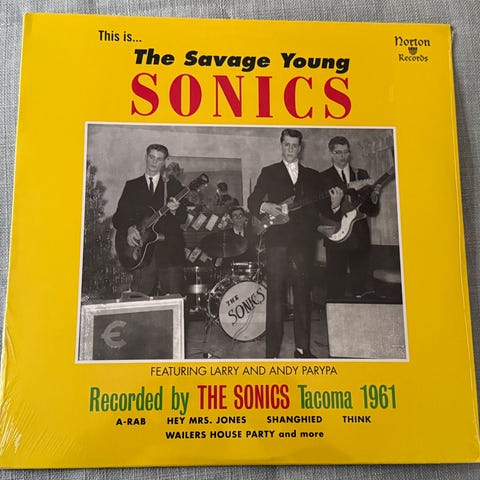 This is...
The Savage Young
SONICS
Norton
Records
THE
SONICS
€
FEATURING LARRY AND ANDY PARYPA
Recorded by THE SONICS Tacoma 1961
A-RAB HEY MRS. JONES SHANGHIED THINK
WAILERS HOUSE PARTY and more